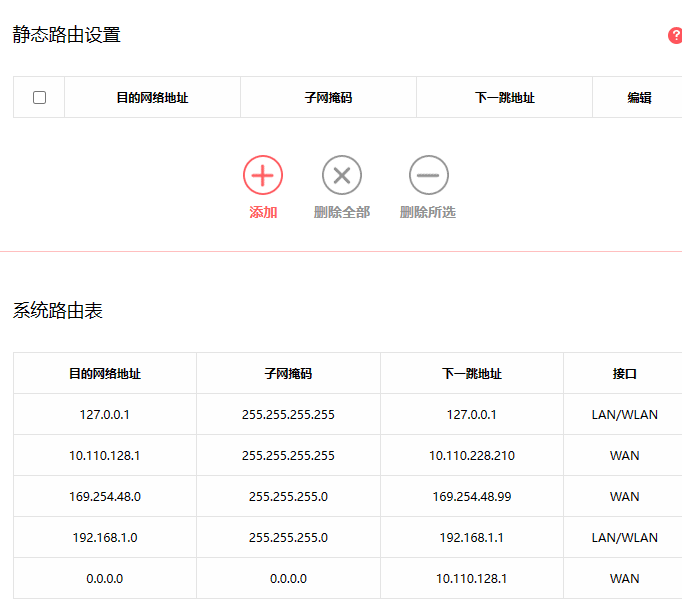 静态路由设置
?
目的网络地址 子网掩码 下一跳地址 编辑
添加 删除全部 删除所选
系统路由表
目的网络地址 子网掩码 下一跳地址 接口
127.0.0.1 255.255.255.255 127.0.0.1 LAN/WLAN
10.110.128.1 255.255.255.255 10.110.228.210 WAN
169.254.48.0 255.255.255.0 169.254.48.99 WAN
192.168.1.0 255.255.255.0 192.168.1.1 LAN/WLAN
0.0.0.0 0.0.0.0 10.110.128.1 WAN